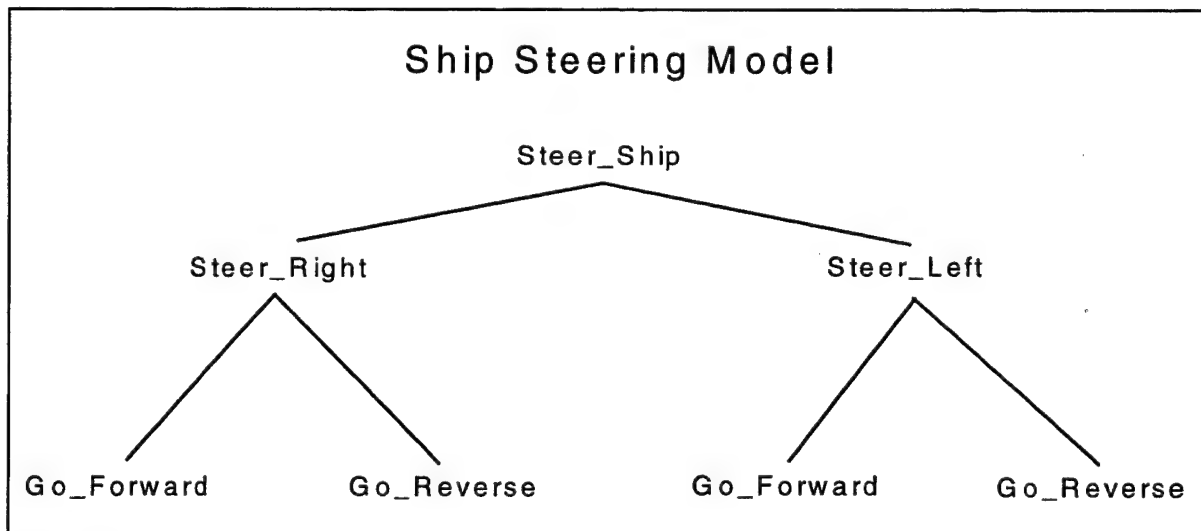 Ship Steering Model
Steer_Ship
Steer_Right Steer_Left
Go_Forward Go_Reverse Go_Forward Go_Reverse